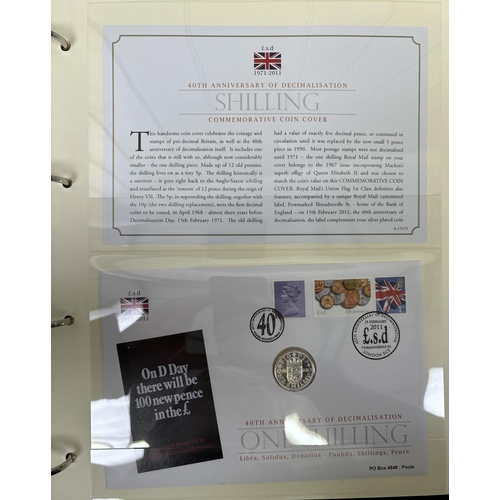 £.s.d
1971-2011
40TH ANNIVERSARY OF DECIMALISATION
SHILLING
COMMEMORATIVE COIN COVER
This handsome coin cover celebrates the coinage and
stamps of pre-decimal Britain, as well as the 40th
anniversary of decimalisation itself. It includes one
of the coins that is still with us, although now considerably
smaller - the one shilling piece. Made up of 12 old pennies,
the shilling lives on as a tiny 5p. The shilling historically is
a survivor - it goes right back to the Anglo-Saxon scilling
and resurfaced as the 'testoon' of 12 pence during the reign of
Henry VII. The 5p, in superseding the shilling, together with
the 10p (the two shilling replacement), were the first decimal
coins to be issued, in April 1968 - almost three years before
Decimalisation Day, 15th February 1971. The old shilling
had a value of exactly five decimal pence, so continued
in circulation until it was replaced by the new small 5 pence
piece in 1990. Most postage stamps were not demised
until 1971 - the one shilling Royal Mail stamp on your
cover belongs to the 1967 issue incorporating Machin's
superb effigy of Queen Elizabeth II and was chosen to
match the coin's value on this COMMEMORATIVE COIN
COVER. Royal Mail's Union Flag 1st Class definitive also
features, accompanied by a unique Royal Mail customised
label. Postmarked Threadneedle St. - home of the Bank of
England - on 15th February 2011, the 40th anniversary of
decimalisation, the label complements your silver plated coin
£.s.d
2011
On D Day
there will be
100 new pence
in the £
40
40TH ANNIVERSARY OF DECIMALISATION
15 FEBRUARY
2011
£.s.d
THREADNEEDLE ST
LONDON EC2
40TH ANNIVERSARY OF DECIMALISATION
ONE SHILLING
Libra, Solidus, Denarius - Pounds, Shillings, Pence
PO Box 4848 : Poole